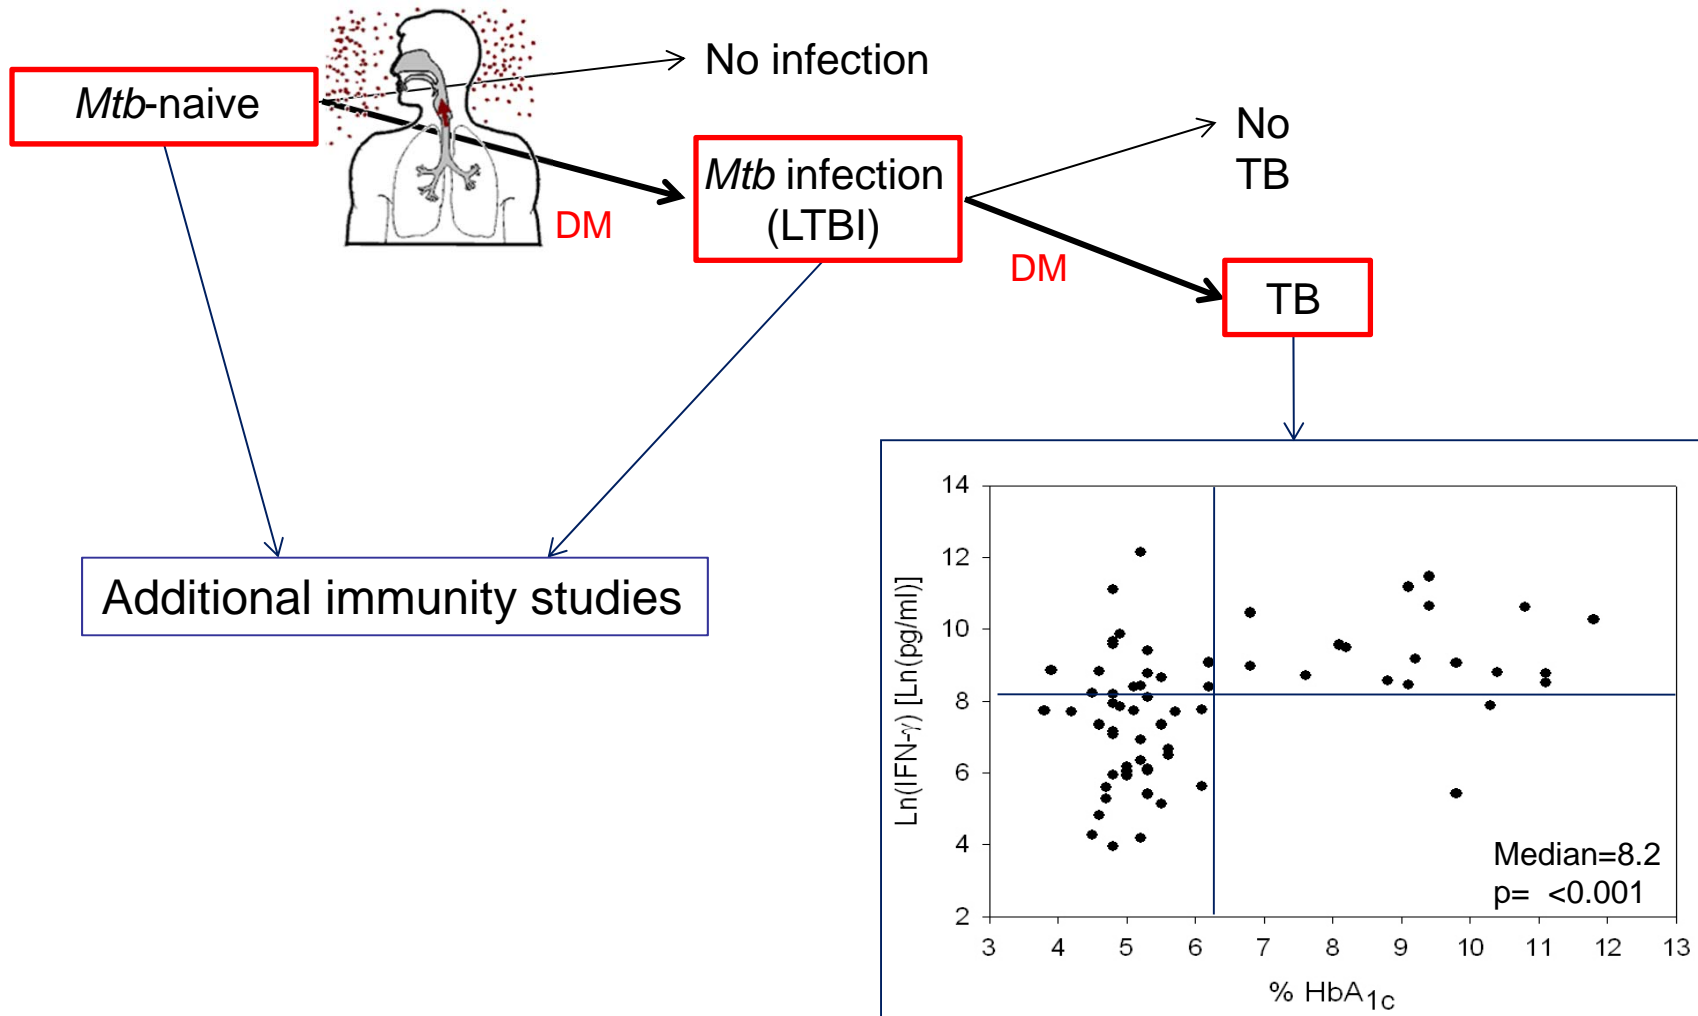 No infection
Mtb-naive
No
TB
Mtb infection
(LTBI)
DM
DM
TB
Additional immunity studies
Ln(IFN-γ) [Ln(pg/ml)]
14
12
10
8
6
4
2
Median=8.2
p= <0.001
3 4 5 6 7 8 9 10 11 12 13
% HbA1c